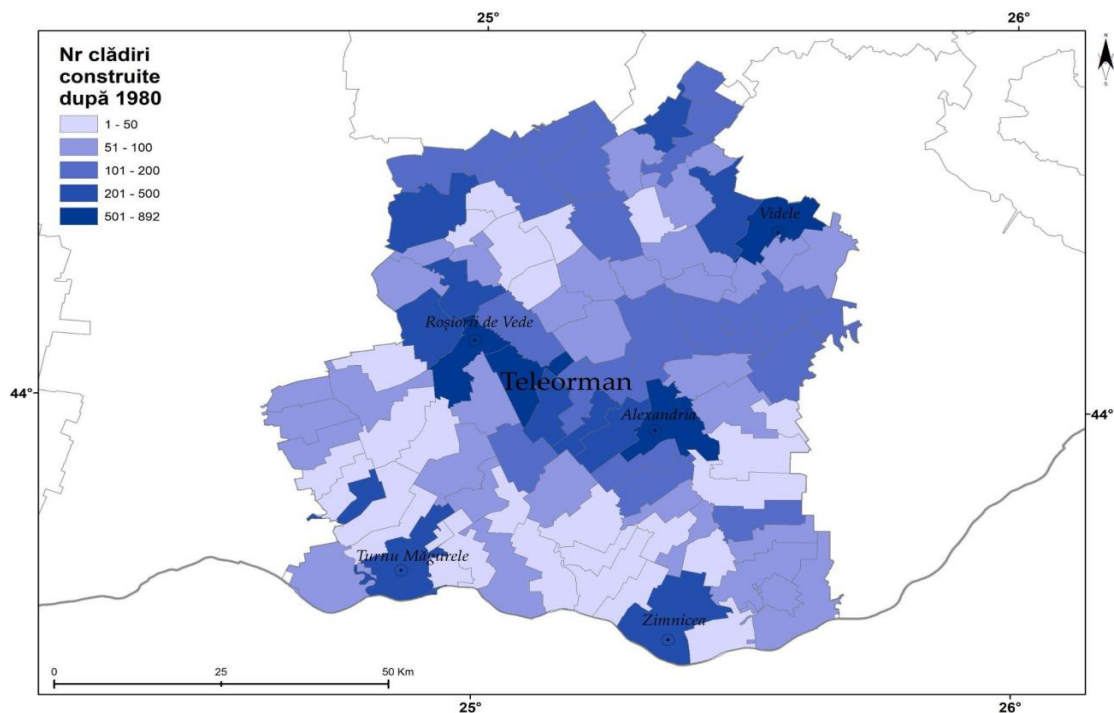 25°
26°
Nr clădiri
construite
după 1980
1 - 50
51 - 100
101 - 200
201 - 500
501 - 892
N
S
Videle
Roșiorii de Vede
Teleorman
44°
Alexandria
44°
Turnu Măgurele
Zimnicea
0 25 50 Km
25°
26°